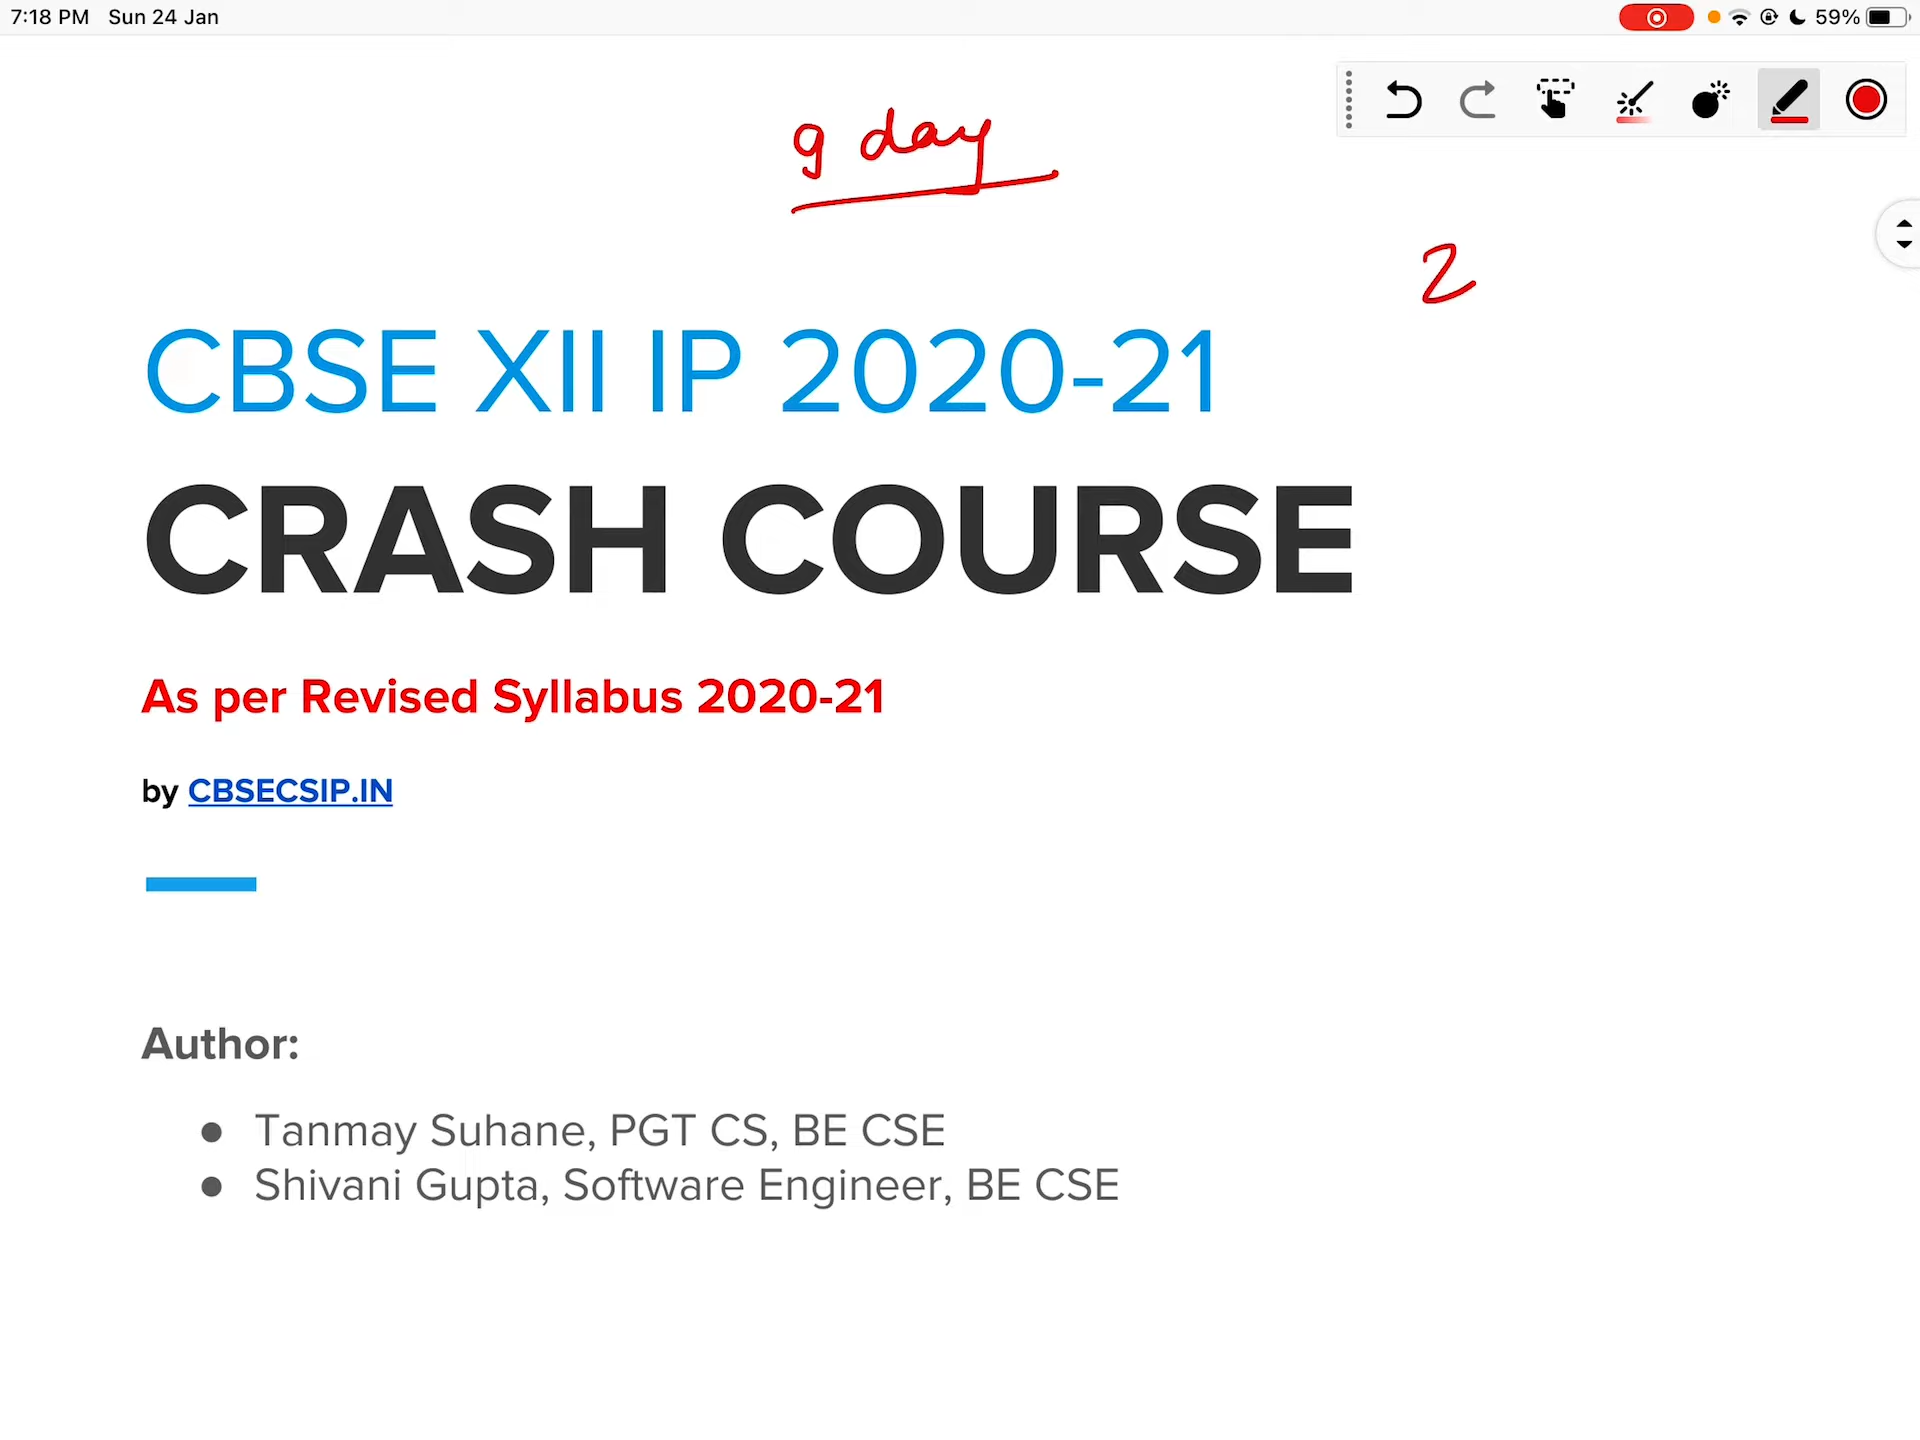 7:18 PM Sun 24 Jan
59%
9 day
2
CBSE XII IP 2020-21
CRASH COURSE
As per Revised Syllabus 2020-21
by CBSECSIP.IN
Author:
● Tanmay Suhane, PGT CS, BE CSE
● Shivani Gupta, Software Engineer, BE CSE